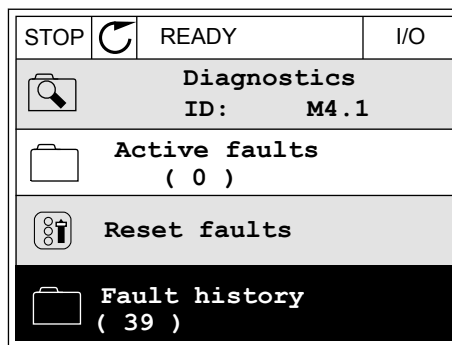 STOP READY I/O
Diagnostics
ID: M4.1
Active faults
( 0 )
Reset faults
Fault history
( 39 )